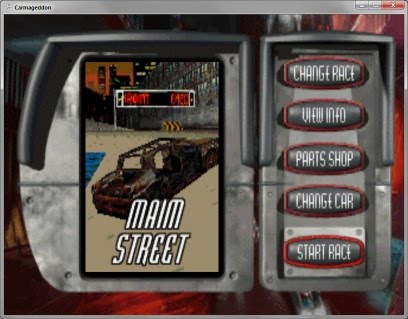 Carmageddon
CHANGE RACE
VIEW INFO
PARTS SHOP
CHANGE CAR
START RACE
MAIM
STREET